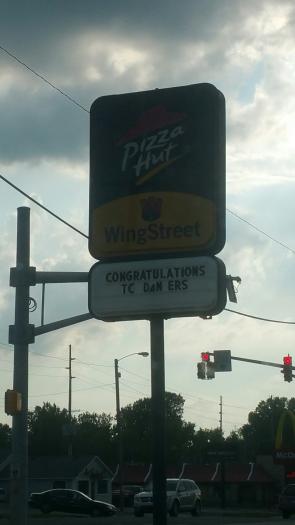 Pizza
Hut
WingStreet
CONGRATULATIONS
TC DAN ERS